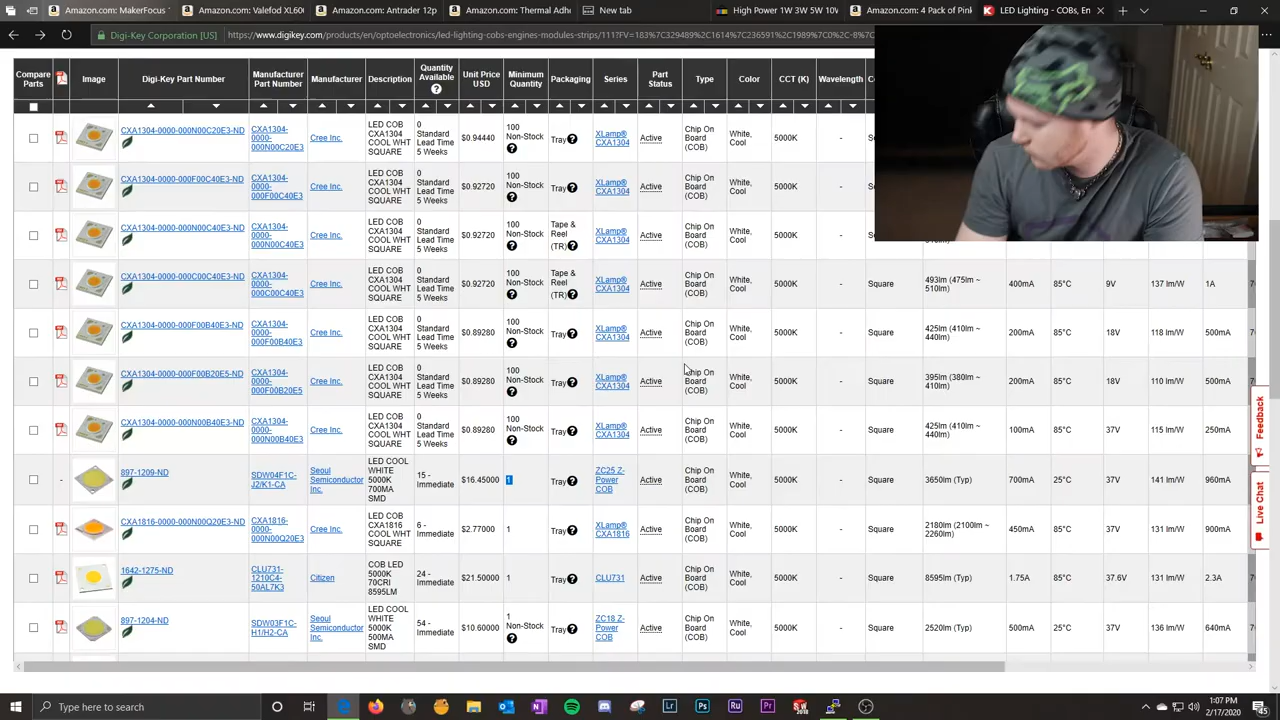 Amazon.com: MakerFocus
Amazon.com: Valefod XL600
Amazon.com: Antrader 12p
Amazon.com: Thermal Adh
New tab
High Power 1W 3W 5W 10W
Amazon.com: 4 Pack of Pink
LED Lighting - COBs, En
Digi-Key Corporation [US]
https://www.digikey.com/products/en/optoelectronics/led-lighting-cobs-engines-modules-strips/111?FV=183%7C329489%2C1614%7C236591%2C1989%7C0%2C-8%7C
Compare Parts
Image
Digi-Key Part Number
Manufacturer Part Number
Manufacturer
Description
Quantity Available
Unit Price USD
Minimum Quantity
Packaging
Series
Part Status
Type
Color
CCT (K)
Wavelength
CXA1304-0000-000N00C20E3-ND
CXA1304-0000-000N00C20E3
Cree Inc.
LED COB CXA1304 COOL WHT SQUARE
0 Standard Lead Time 5 Weeks
$0.94440
100 Non-Stock
Tray
XLamp® CXA1304
Active
Chip On Board (COB)
White, Cool
5000K
-
CXA1304-0000-000F00C40E3-ND
CXA1304-0000-000F00C40E3
Cree Inc.
LED COB CXA1304 COOL WHT SQUARE
0 Standard Lead Time 5 Weeks
$0.92720
100 Non-Stock
Tray
XLamp® CXA1304
Active
Chip On Board (COB)
White, Cool
5000K
-
CXA1304-0000-000N00C40E3-ND
CXA1304-0000-000N00C40E3
Cree Inc.
LED COB CXA1304 COOL WHT SQUARE
0 Standard Lead Time 5 Weeks
$0.92720
100 Non-Stock
Tape & Reel (TR)
XLamp® CXA1304
Active
Chip On Board (COB)
White, Cool
5000K
-
CXA1304-0000-000C00C40E3-ND
CXA1304-0000-000C00C40E3
Cree Inc.
LED COB CXA1304 COOL WHT SQUARE
0 Standard Lead Time 5 Weeks
$0.92720
100 Non-Stock
Tape & Reel (TR)
XLamp® CXA1304
Active
Chip On Board (COB)
White, Cool
5000K
-
Square
493lm (475lm ~ 510lm)
400mA
85°C
9V
137 lm/W
1A
CXA1304-0000-000F00B40E3-ND
CXA1304-0000-000F00B40E3
Cree Inc.
LED COB CXA1304 COOL WHT SQUARE
0 Standard Lead Time 5 Weeks
$0.89280
100 Non-Stock
Tray
XLamp® CXA1304
Active
Chip On Board (COB)
White, Cool
5000K
-
Square
425lm (410lm ~ 440lm)
200mA
85°C
18V
118 lm/W
500mA
CXA1304-0000-000F00B20E5-ND
CXA1304-0000-000F00B20E5
Cree Inc.
LED COB CXA1304 COOL WHT SQUARE
0 Standard Lead Time 5 Weeks
$0.89280
100 Non-Stock
Tray
XLamp® CXA1304
Active
Chip On Board (COB)
White, Cool
5000K
-
Square
395lm (380lm ~ 410lm)
200mA
85°C
18V
110 lm/W
500mA
CXA1304-0000-000N00B40E3-ND
CXA1304-0000-000N00B40E3
Cree Inc.
LED COB CXA1304 COOL WHT SQUARE
0 Standard Lead Time 5 Weeks
$0.89280
100 Non-Stock
Tray
XLamp® CXA1304
Active
Chip On Board (COB)
White, Cool
5000K
-
Square
425lm (410lm ~ 440lm)
100mA
85°C
37V
115 lm/W
250mA
-
897-1209-ND
SDW04F1C-J2/K1-CA
Seoul Semiconductor Inc.
LED COOL WHITE 5000K 700MA SMD
15 - Immediate
$16.45000
1
Tray
ZC25 Z-Power COB
Active
Chip On Board (COB)
White, Cool
5000K
-
Square
3650lm (Typ)
700mA
25°C
37V
141 lm/W
960mA
CXA1816-0000-000N00Q20E3-ND
CXA1816-0000-000N00Q20E3
Cree Inc.
LED COB CXA1816 COOL WHT SQUARE
6 - Immediate
$2.77000
1
Tray
XLamp® CXA1816
Active
Chip On Board (COB)
White, Cool
5000K
-
Square
2180lm (2100lm ~ 2260lm)
450mA
85°C
37V
131 lm/W
900mA
1642-1275-ND
CLU731-1210C4-50AL7K3
Citizen
COB LED 5000K 70CRI 8595LM
24 - Immediate
$21.50000
1
Tray
CLU731
Active
Chip On Board (COB)
White, Cool
5000K
-
Square
8595lm (Typ)
1.75A
85°C
37.6V
131 lm/W
2.3A
897-1204-ND
SDW03F1C-H1/H2-CA
Seoul Semiconductor Inc.
LED COOL WHITE 5000K 500MA SMD
54 - Immediate
$10.60000
1 Non-Stock
Tray
ZC18 Z-Power COB
Active
Chip On Board (COB)
White, Cool
5000K
-
Square
2520lm (Typ)
500mA
25°C
37V
136 lm/W
640mA
Feedback
Live Chat
Type here to search
1:07 PM
2/17/2020
45